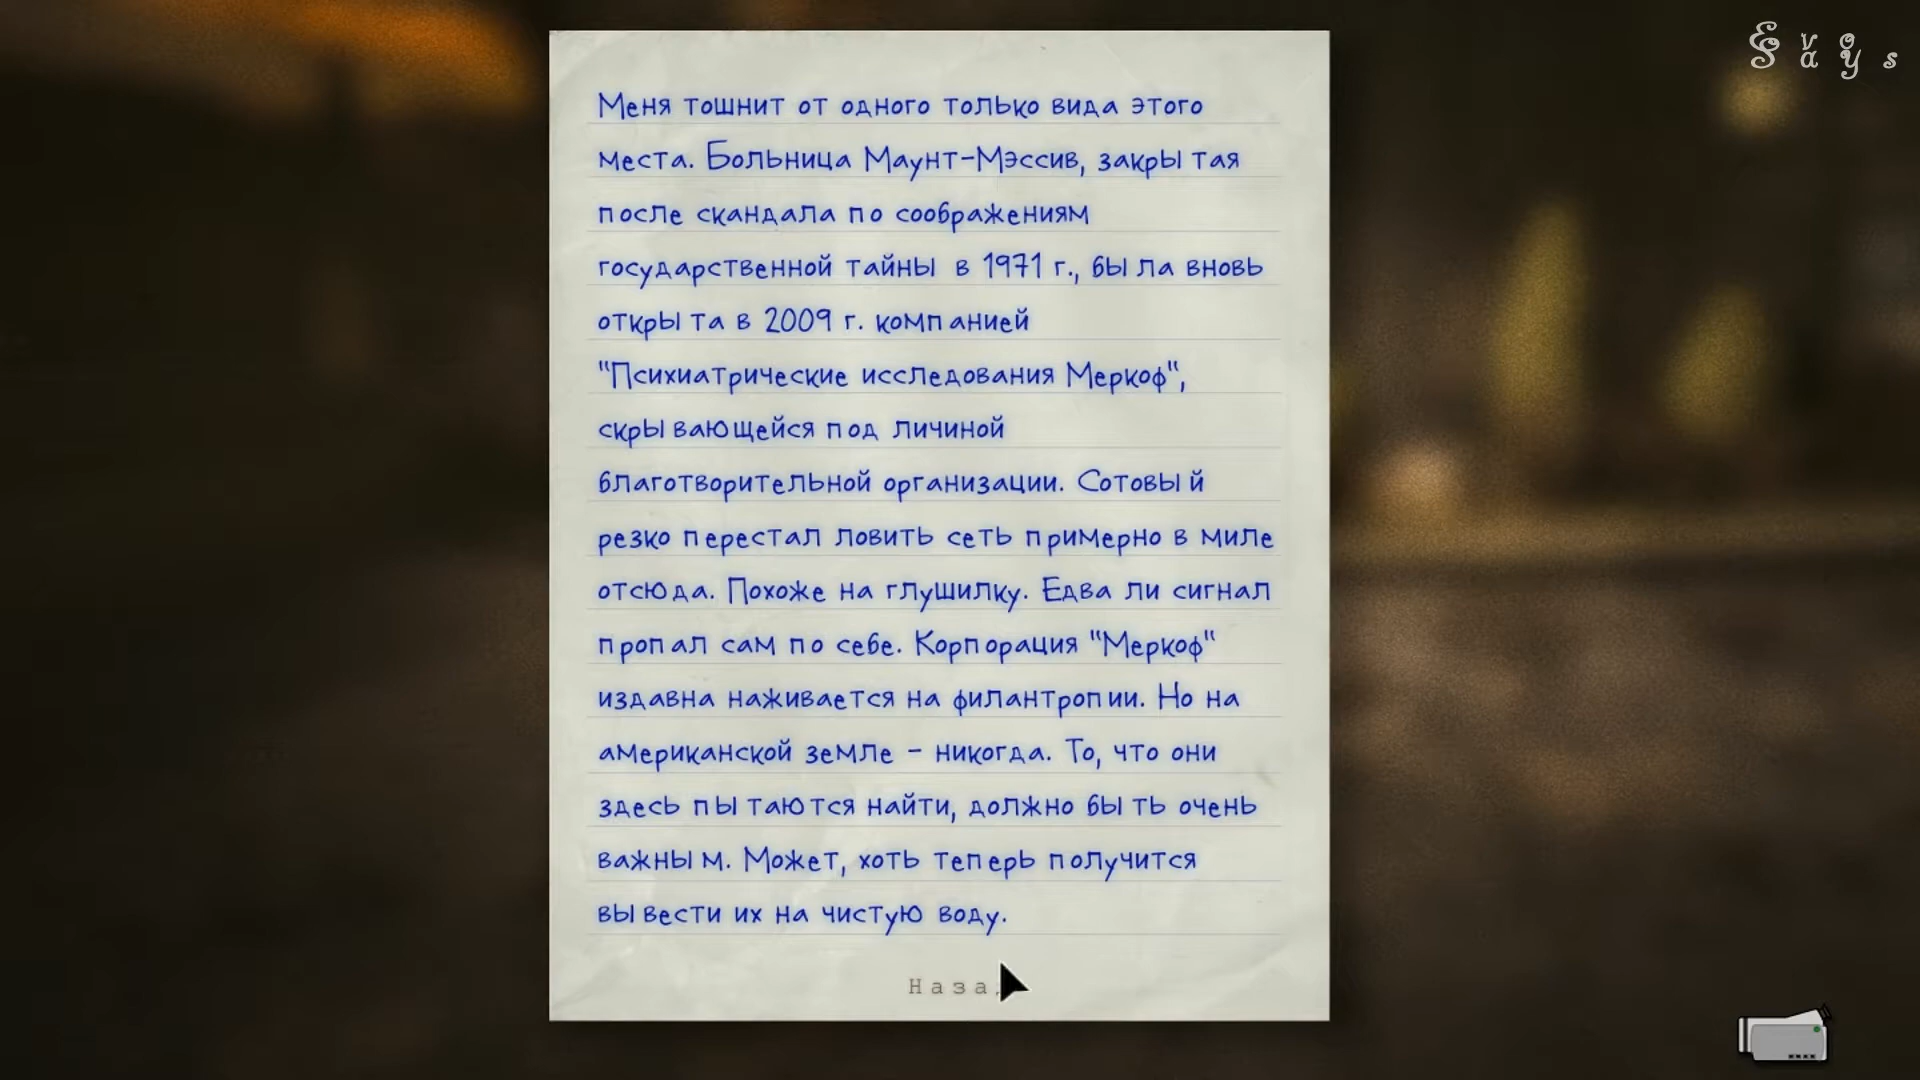 Evo
Says
Меня тошнит от одного только вида этого
места. Больница Маунт-Мэссив, закрытая
после скандала по соображениям
государственной тайны в 1971 г., была вновь
открыта в 2009 г. компанией
"Психиатрические исследования Меркоф",
скрывающейся под личиной
благотворительной организации. Сотовый
резко перестал ловить сеть примерно в миле
отсюда. Похоже на глушилку. Едва ли сигнал
пропал сам по себе. Корпорация "Меркоф"
издавна наживается на филантропии. Но на
американской земле - никогда. То, что они
здесь пытаются найти, должно быть очень
важным. Может, хоть теперь получится
вывести их на чистую воду.